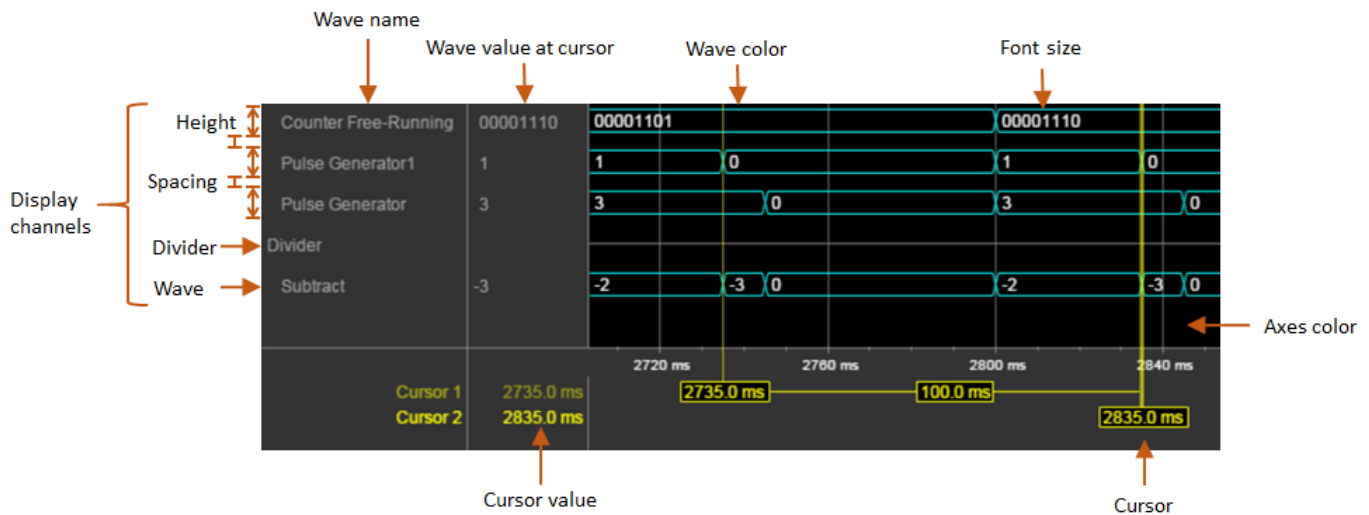 Wave name
Wave value at cursor
Wave color
Font size
Height
Counter Free-Running 00001110 00001101 00001110
Pulse Generator1 1 1 0 1 0
Spacing
Pulse Generator 3 3 0 3 0
Display
channels
Divider Divider
Wave Subtract -3 -2 -3 0 -2 -3 0
Axes color
2720 ms 2760 ms 2800 ms 2840 ms
Cursor 1 2735.0 ms 2735.0 ms 100.0 ms
Cursor 2 2835.0 ms 2835.0 ms
Cursor value
Cursor